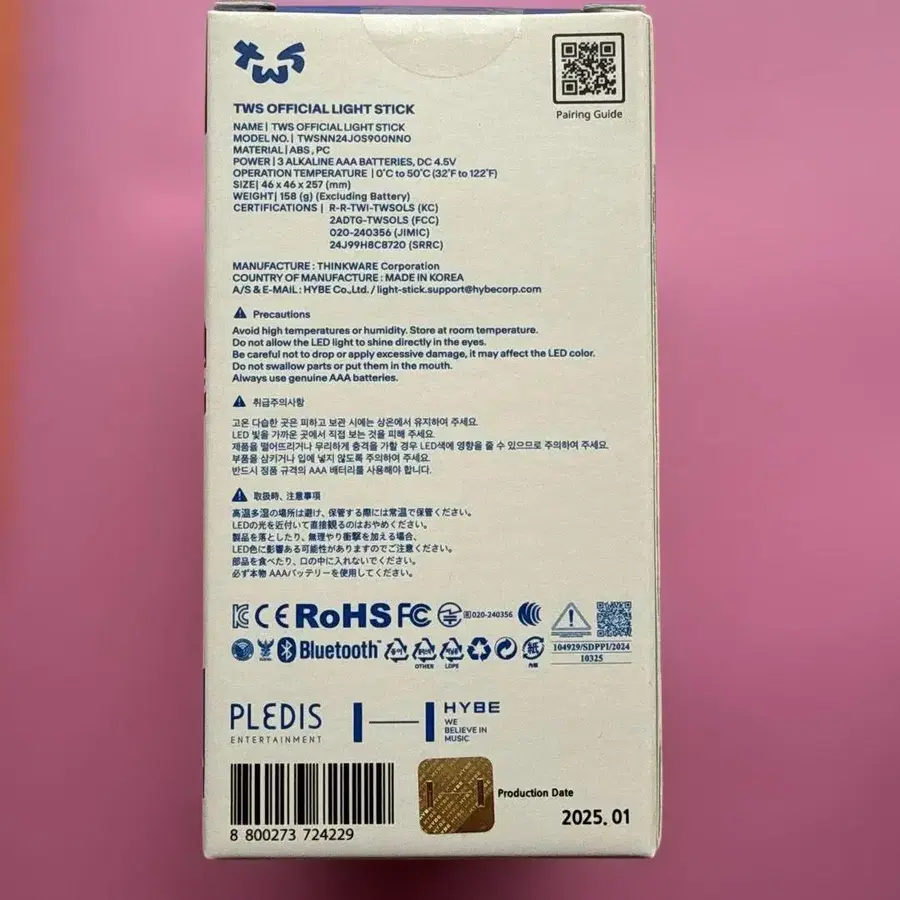 TWS
Pairing Guide
TWS OFFICIAL LIGHT STICK
NAME | TWS OFFICIAL LIGHT STICK
MODEL NO. | TWSNN24JOS900NNO
MATERIAL | ABS , PC
POWER | 3 ALKALINE AAA BATTERIES, DC 4.5V
OPERATION TEMPERATURE | 0°C to 50°C (32°F to 122°F)
SIZE | 46 x 46 x 257 (mm)
WEIGHT | 158 (g) (Excluding Battery)
CERTIFICATIONS | R-R-TWI-TWSOLS (KC)
2ADTG-TWSOLS (FCC)
020-240356 (JIMIC)
24J99H8C8720 (SRRC)
MANUFACTURE : THINKWARE Corporation
COUNTRY OF MANUFACTURE : MADE IN KOREA
A/S & E-MAIL : HYBE Co.,Ltd. / light-stick.support@hybecorp.com
Precautions
Avoid high temperatures or humidity. Store at room temperature.
Do not allow the LED light to shine directly in the eyes.
Be careful not to drop or apply excessive damage, it may affect the LED color.
Do not swallow parts or put them in the mouth.
Always use genuine AAA batteries.
취급주의사항
고온 다습한 곳은 피하고 보관 시에는 상온에서 유지하여 주세요.
LED 빛을 가까운 곳에서 직접 보는 것을 피해 주세요.
제품을 떨어뜨리거나 무리하게 충격을 가할 경우 LED색에 영향을 줄 수 있으므로 주의하여 주세요.
부품을 삼키거나 입에 넣지 않도록 주의하여 주세요.
반드시 정품 규격의 AAA 배터리를 사용해야 합니다.
取扱時、注意事項
高温多湿の場所は避け、保管する際には常温で保管ください。
LEDの光を近付いて直接観るのはおやめください。
製品を落としたり、無理やり衝撃を加える場合、
LED色に影響ある可能性がありますのでご注意ください。
部品を食べたり、口の中に入れないでください。
必ず本物 AAAバッテリーを使用してください。
CE RoHS FC 020-240356
Bluetooth™ OTHER LDPE 紙
104929/SDPPI/2024
10325
PLEDIS
ENTERTAINMENT
HYBE
WE
BELIEVE IN
MUSIC
Production Date
2025. 01
8 800273 724229